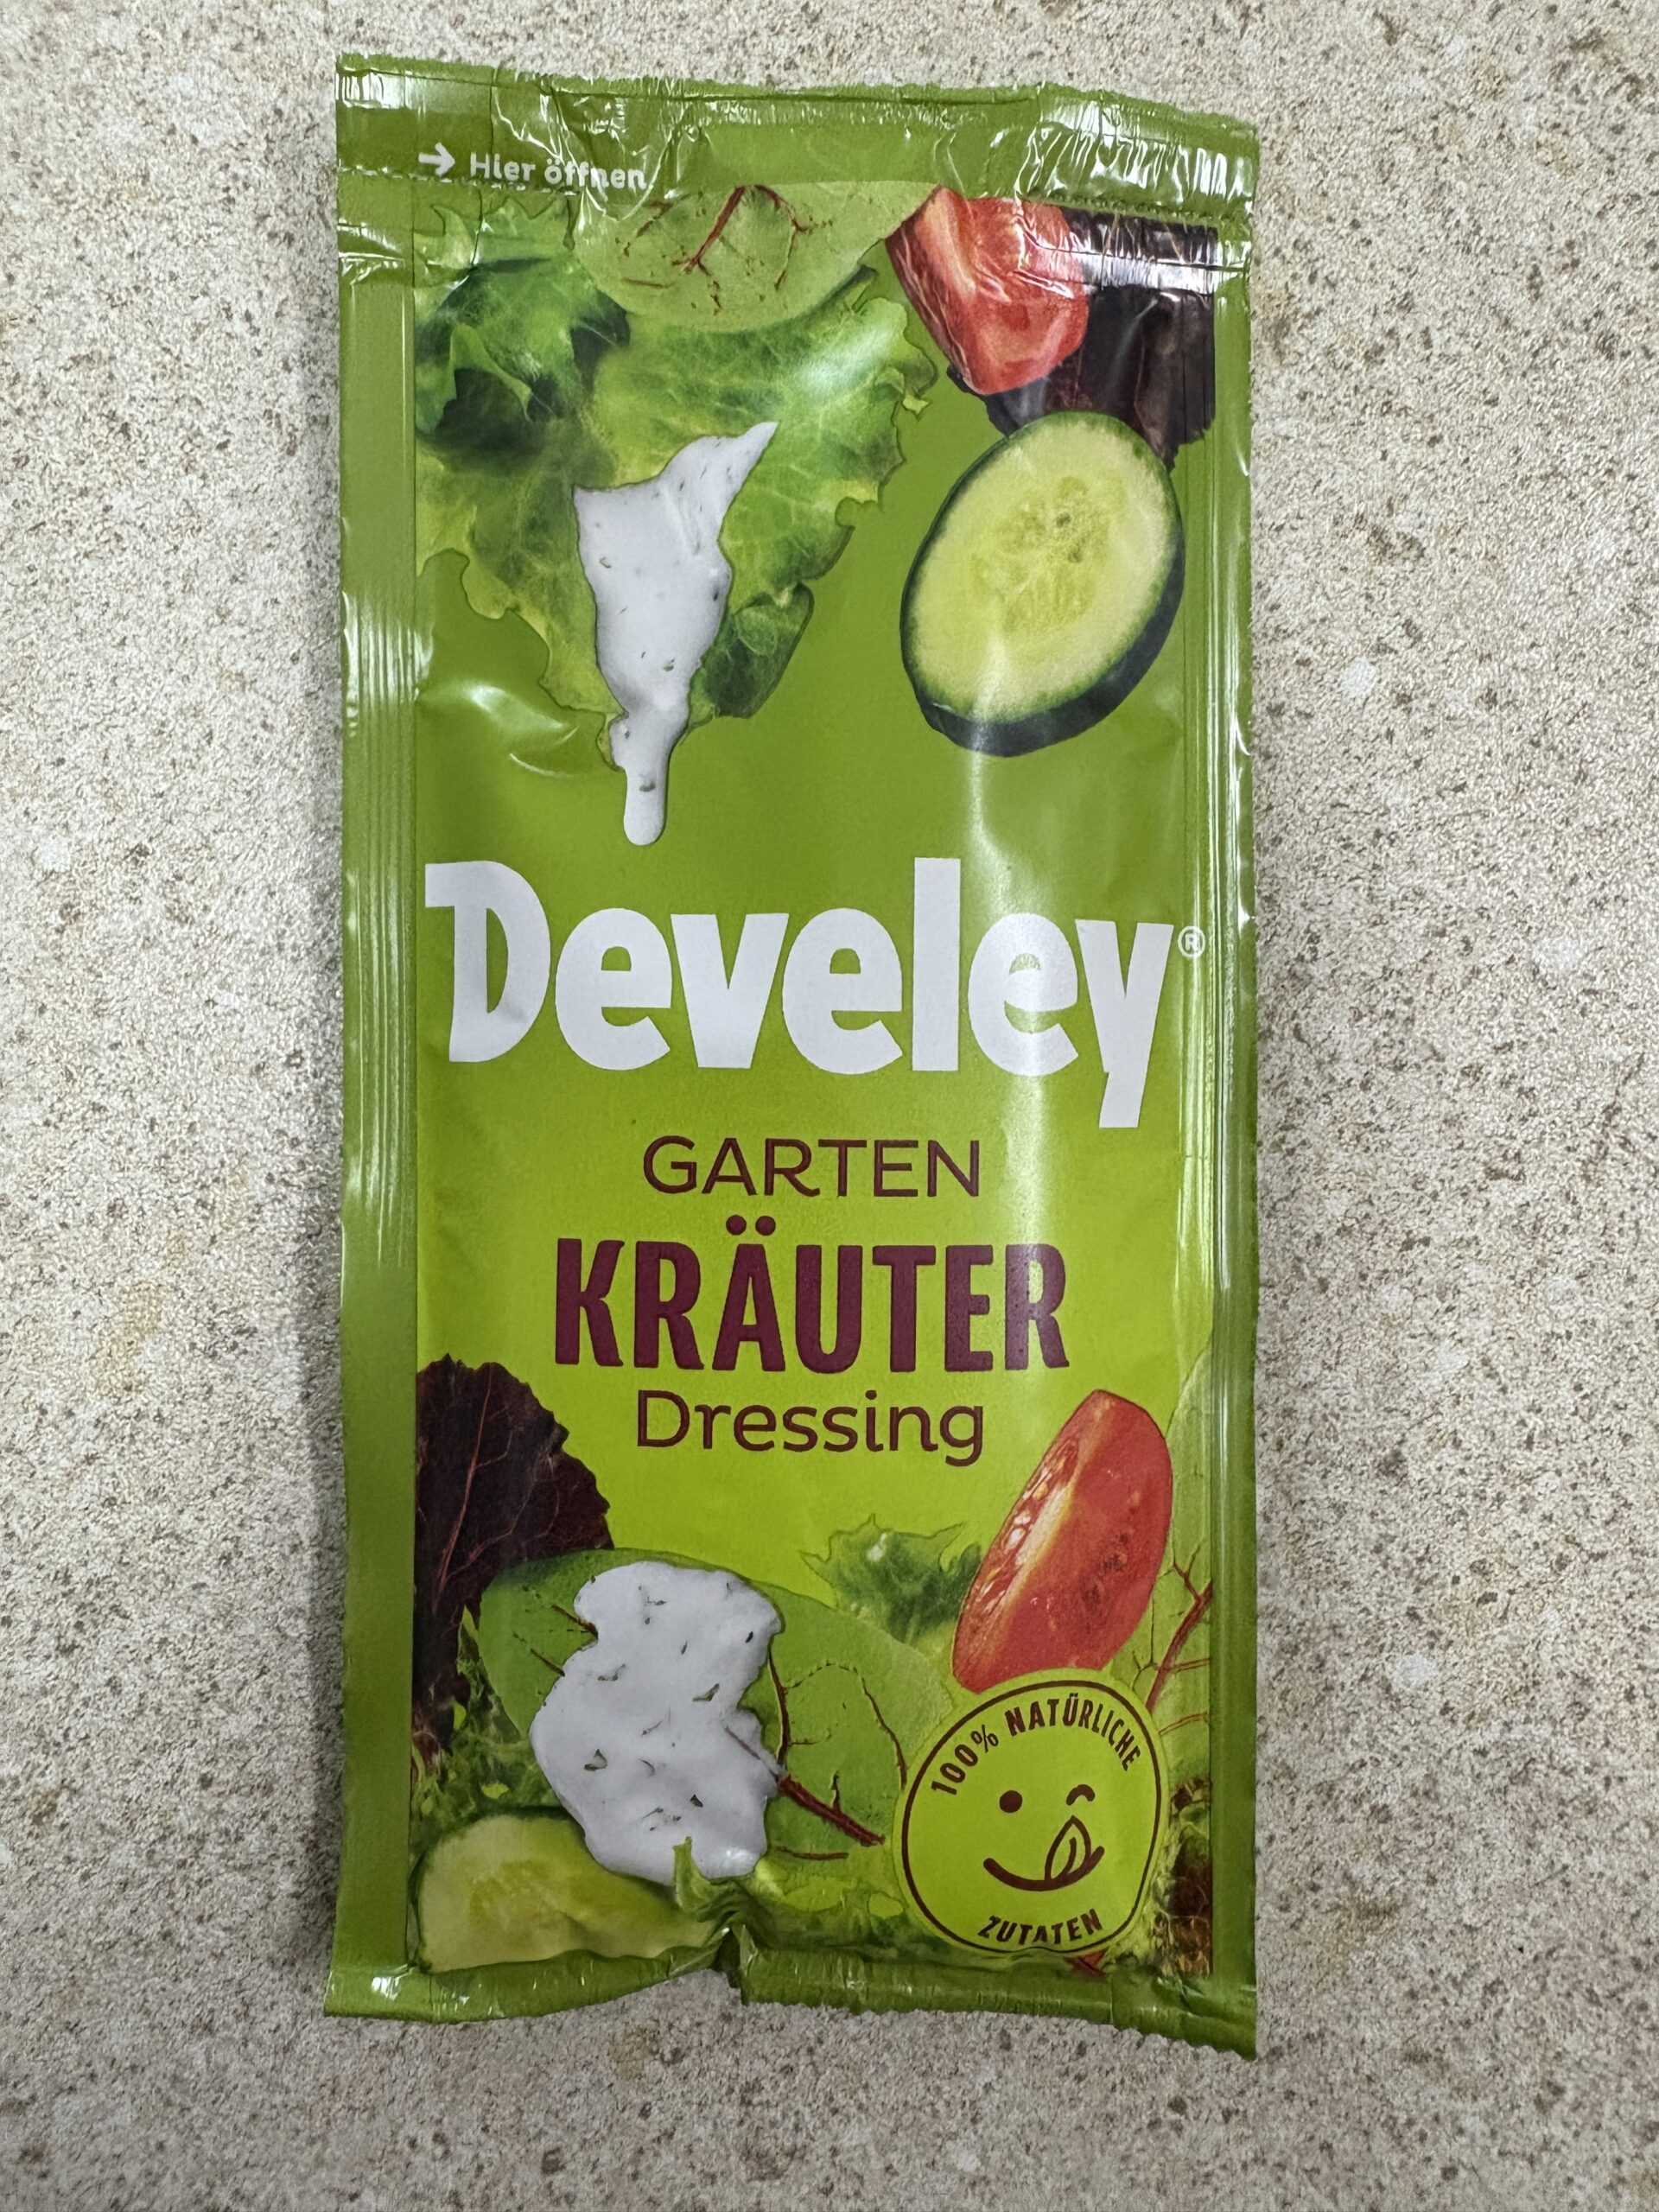 → Hier öffnen
Develey®
GARTEN
KRÄUTER
Dressing
100% NATÜRLICHE
ZUTATEN